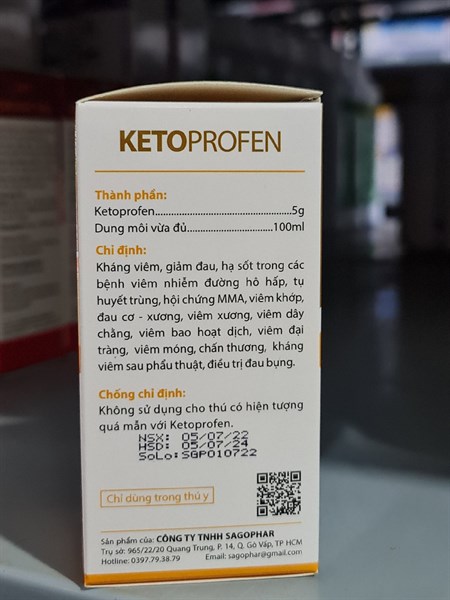 KETOPROFEN
Thành phần:
Ketoprofen....................................................5g
Dung môi vừa đủ.................................100ml
Chỉ định:
Kháng viêm, giảm đau, hạ sốt trong các
bệnh viêm nhiễm đường hô hấp, tụ
huyết trùng, hội chứng MMA, viêm khớp,
đau cơ - xương, viêm xương, viêm dây
chằng, viêm bao hoạt dịch, viêm đại
tràng, viêm móng, chấn thương, kháng
viêm sau phẩu thuật, điều trị đau bụng.
Chống chỉ định:
Không sử dụng cho thú có hiện tượng
quá mẫn với Ketoprofen.
NSX: 05/07/22
HSD: 05/07/24
SoLo: SGP010722
Chỉ dùng trong thú y
Sản phẩm của: CÔNG TY TNHH SAGOPHAR
Trụ sở: 965/22/20 Quang Trung, P. 14, Q. Gò Vấp, TP HCM
Hotline: 0397.79.38.79 Email: sagophar@gmail.com